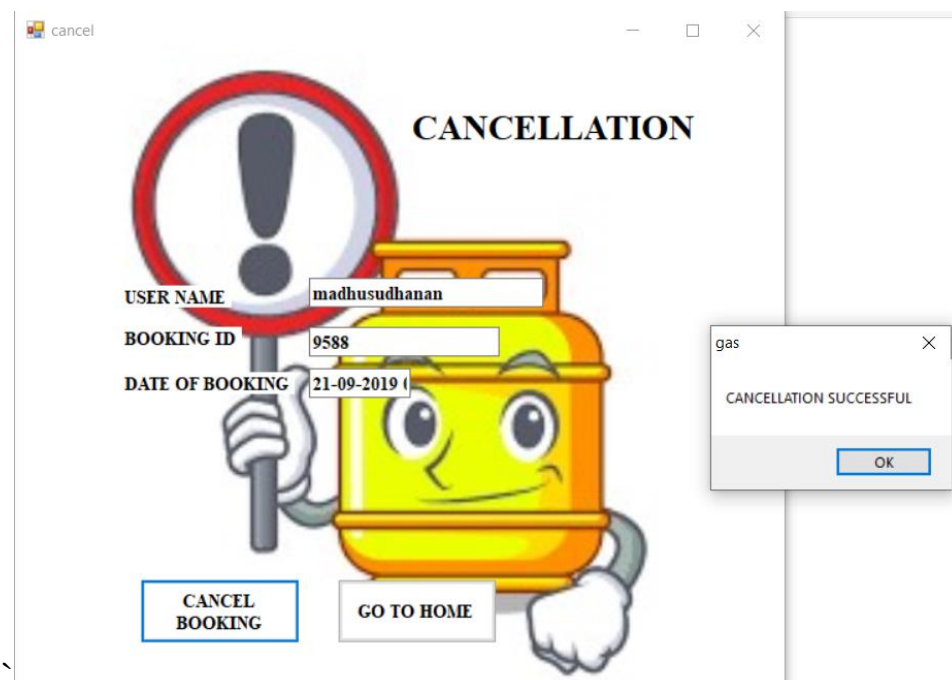 cancel
CANCELLATION
USER NAME madhusudhanan
BOOKING ID 9588
DATE OF BOOKING 21-09-2019
gas
CANCELLATION SUCCESSFUL
OK
CANCEL
BOOKING
GO TO HOME
`